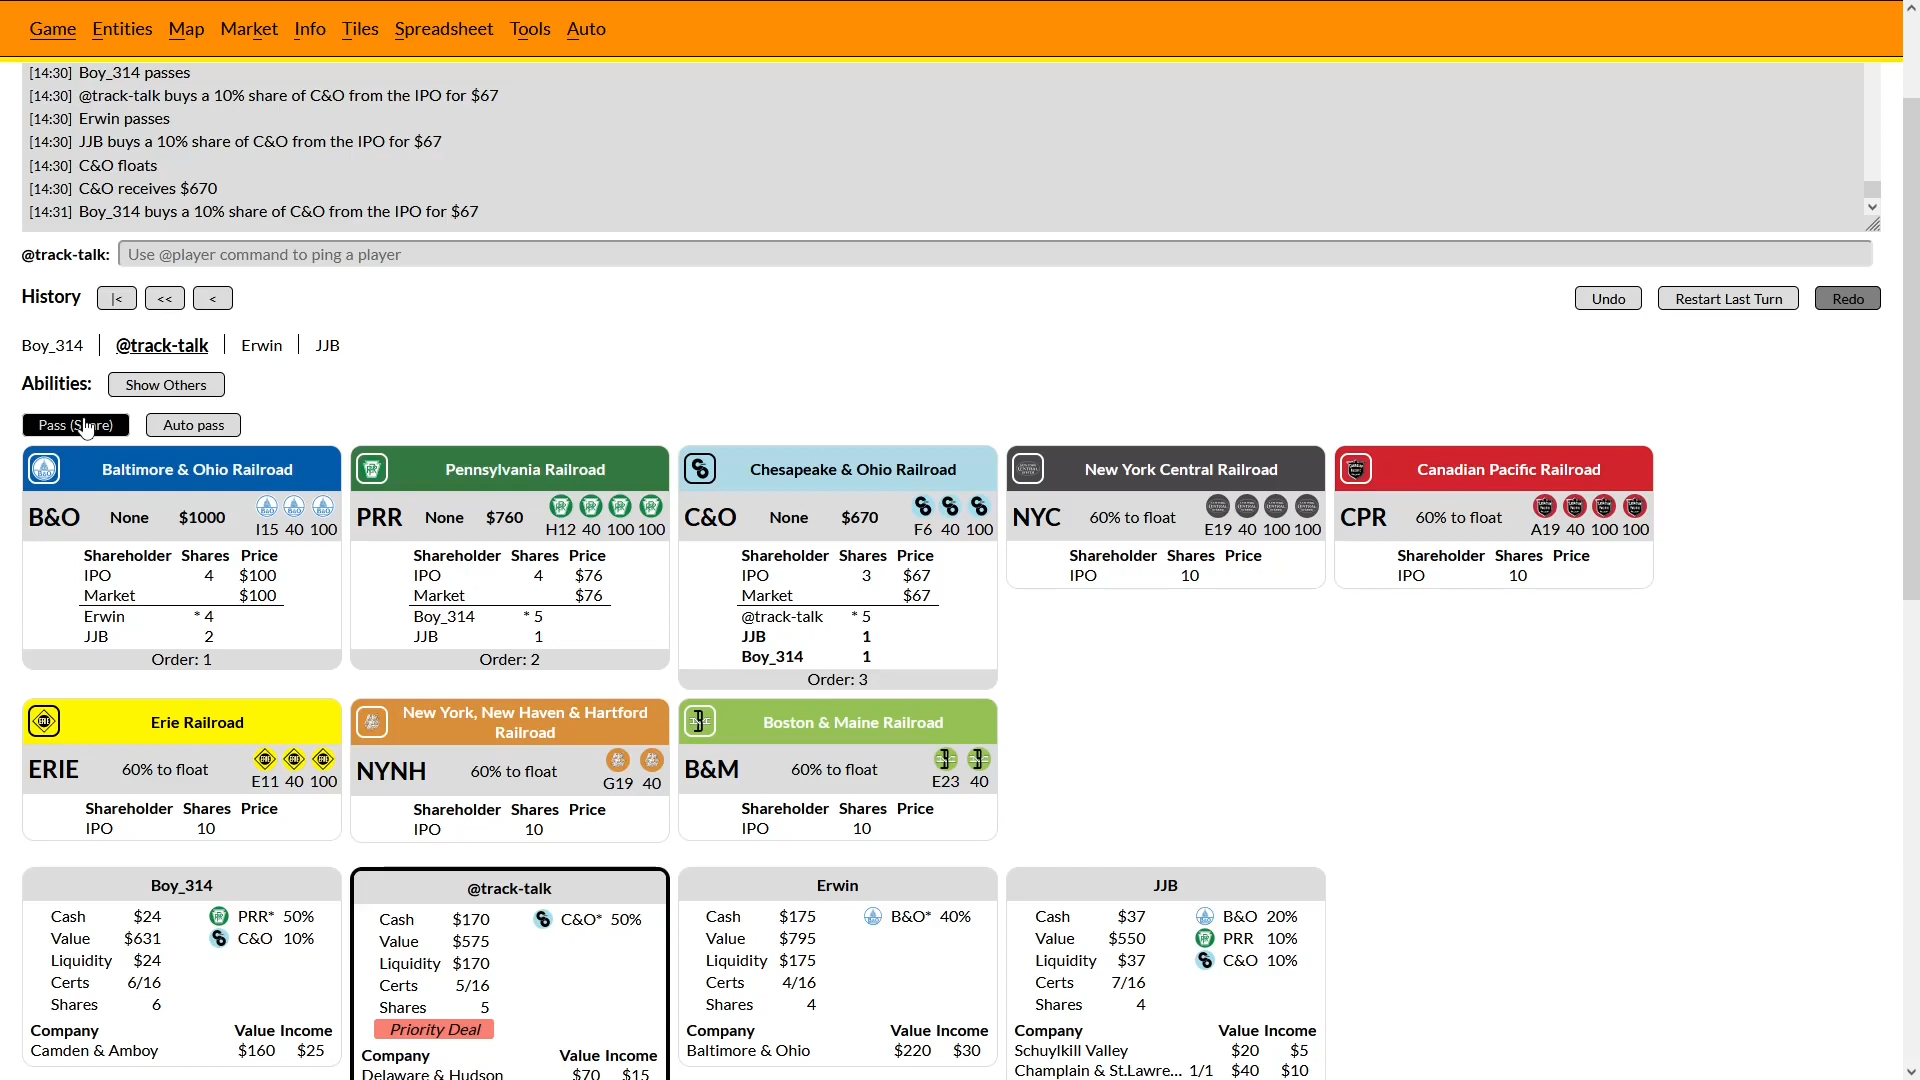 Game Entities Map Market Info Tiles Spreadsheet Tools Auto
[14:30] Boy_314 passes
[14:30] @track-talk buys a 10% share of C&O from the IPO for $67
[14:30] Erwin passes
[14:30] JJB buys a 10% share of C&O from the IPO for $67
[14:30] C&O floats
[14:30] C&O receives $670
[14:31] Boy_314 buys a 10% share of C&O from the IPO for $67
@track-talk: Use @player command to ping a player
History |< << < Undo Restart Last Turn Redo
Boy_314 @track-talk Erwin JJB
Abilities: Show Others
Pass (Share) Auto pass
Baltimore & Ohio Railroad
B&O None $1000 I15 40 100
Shareholder Shares Price
IPO 4 $100
Market $100
Erwin * 4
JJB 2
Order: 1
Pennsylvania Railroad
PRR None $760 H12 40 100 100
Shareholder Shares Price
IPO 4 $76
Market $76
Boy_314 * 5
JJB 1
Order: 2
Chesapeake & Ohio Railroad
C&O None $670 F6 40 100
Shareholder Shares Price
IPO 3 $67
Market $67
@track-talk * 5
JJB 1
Boy_314 1
Order: 3
New York Central Railroad
NYC 60% to float E19 40 100 100
Shareholder Shares Price
IPO 10
Canadian Pacific Railroad
CPR 60% to float A19 40 100 100
Shareholder Shares Price
IPO 10
Erie Railroad
ERIE 60% to float E11 40 100
Shareholder Shares Price
IPO 10
New York, New Haven & Hartford
Railroad
NYNH 60% to float G19 40
Shareholder Shares Price
IPO 10
Boston & Maine Railroad
B&M 60% to float E23 40
Shareholder Shares Price
IPO 10
Boy_314
Cash $24 PRR* 50%
Value $631 C&O 10%
Liquidity $24
Certs 6/16
Shares 6
Company Value Income
Camden & Amboy $160 $25
@track-talk
Cash $170 C&O* 50%
Value $575
Liquidity $170
Certs 5/16
Shares 5
Priority Deal
Company Value Income
Delaware & Hudson $70 $15
Erwin
Cash $175 B&O* 40%
Value $795
Liquidity $175
Certs 4/16
Shares 4
Company Value Income
Baltimore & Ohio $220 $30
JJB
Cash $37 B&O 20%
Value $550 PRR 10%
Liquidity $37 C&O 10%
Certs 7/16
Shares 4
Company Value Income
Schuylkill Valley $20 $5
Champlain & St.Lawre... 1/1 $40 $10